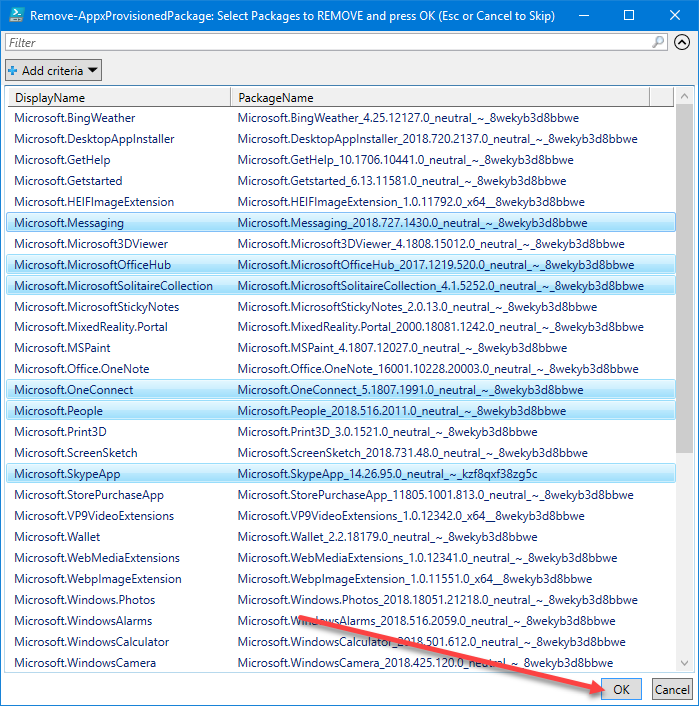 Remove-AppxProvisionedPackage: Select Packages to REMOVE and press OK (Esc or Cancel to Skip)
Filter
Add criteria
DisplayName PackageName
Microsoft.BingWeather Microsoft.BingWeather_4.25.12127.0_neutral_~_8wekyb3d8bbwe
Microsoft.DesktopAppInstaller Microsoft.DesktopAppInstaller_2018.720.2137.0_neutral_~_8wekyb3d8bbwe
Microsoft.GetHelp Microsoft.GetHelp_10.1706.10441.0_neutral_~_8wekyb3d8bbwe
Microsoft.Getstarted Microsoft.Getstarted_6.13.11581.0_neutral_~_8wekyb3d8bbwe
Microsoft.HEIFImageExtension Microsoft.HEIFImageExtension_1.0.11792.0_x64__8wekyb3d8bbwe
Microsoft.Messaging Microsoft.Messaging_2018.727.1430.0_neutral_~_8wekyb3d8bbwe
Microsoft.Microsoft3DViewer Microsoft.Microsoft3DViewer_4.1808.15012.0_neutral_~_8wekyb3d8bbwe
Microsoft.MicrosoftOfficeHub Microsoft.MicrosoftOfficeHub_2017.1219.520.0_neutral_~_8wekyb3d8bbwe
Microsoft.MicrosoftSolitaireCollection Microsoft.MicrosoftSolitaireCollection_4.1.5252.0_neutral_~_8wekyb3d8bbwe
Microsoft.MicrosoftStickyNotes Microsoft.MicrosoftStickyNotes_2.0.13.0_neutral_~_8wekyb3d8bbwe
Microsoft.MixedReality.Portal Microsoft.MixedReality.Portal_2000.18081.1242.0_neutral_~_8wekyb3d8bbwe
Microsoft.MSPaint Microsoft.MSPaint_4.1807.12027.0_neutral_~_8wekyb3d8bbwe
Microsoft.Office.OneNote Microsoft.Office.OneNote_16001.10228.20003.0_neutral_~_8wekyb3d8bbwe
Microsoft.OneConnect Microsoft.OneConnect_5.1807.1991.0_neutral_~_8wekyb3d8bbwe
Microsoft.People Microsoft.People_2018.516.2011.0_neutral_~_8wekyb3d8bbwe
Microsoft.Print3D Microsoft.Print3D_3.0.1521.0_neutral_~_8wekyb3d8bbwe
Microsoft.ScreenSketch Microsoft.ScreenSketch_2018.731.48.0_neutral_~_8wekyb3d8bbwe
Microsoft.SkypeApp Microsoft.SkypeApp_14.26.95.0_neutral_~_kzf8qxf38zg5c
Microsoft.StorePurchaseApp Microsoft.StorePurchaseApp_11805.1001.813.0_neutral_~_8wekyb3d8bbwe
Microsoft.VP9VideoExtensions Microsoft.VP9VideoExtensions_1.0.12342.0_x64__8wekyb3d8bbwe
Microsoft.Wallet Microsoft.Wallet_2.2.18179.0_neutral_~_8wekyb3d8bbwe
Microsoft.WebMediaExtensions Microsoft.WebMediaExtensions_1.0.12341.0_neutral_~_8wekyb3d8bbwe
Microsoft.WebpImageExtension Microsoft.WebpImageExtension_1.0.11551.0_x64__8wekyb3d8bbwe
Microsoft.Windows.Photos Microsoft.Windows.Photos_2018.18051.21218.0_neutral_~_8wekyb3d8bbwe
Microsoft.WindowsAlarms Microsoft.WindowsAlarms_2018.516.2059.0_neutral_~_8wekyb3d8bbwe
Microsoft.WindowsCalculator Microsoft.WindowsCalculator_2018.501.612.0_neutral_~_8wekyb3d8bbwe
Microsoft.WindowsCamera Microsoft.WindowsCamera_2018.425.120.0_neutral_~_8wekyb3d8bbwe
OK Cancel